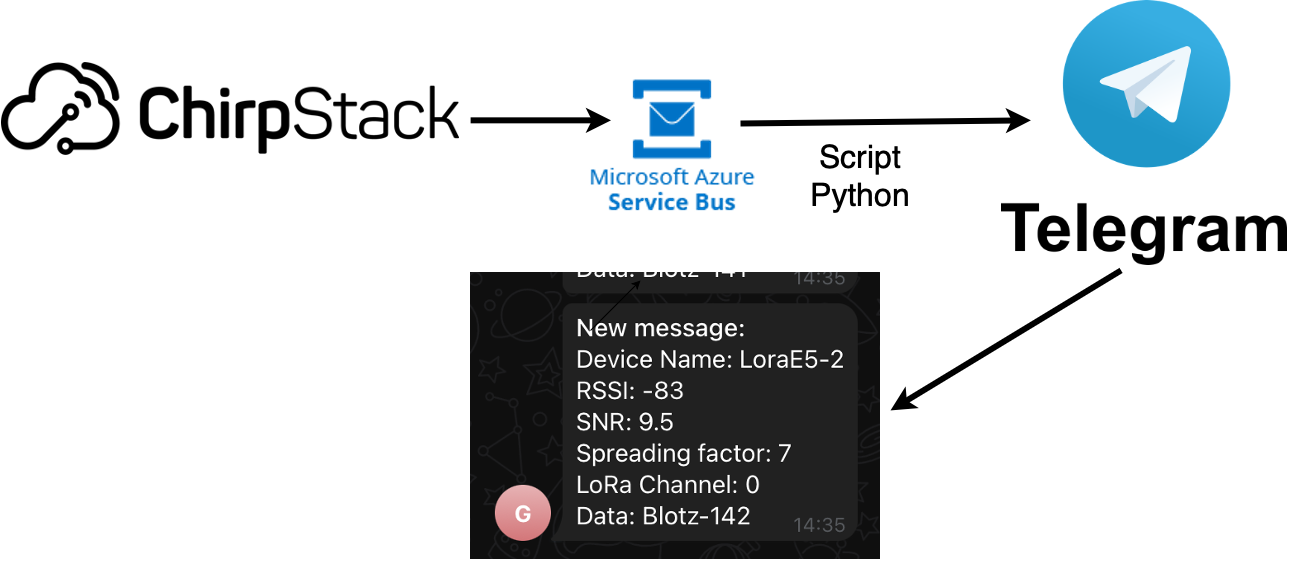 ChirpStack
Microsoft Azure
Service Bus
Script
Python
Telegram
Data: Blotz-141
14:35
New message:
Device Name: LoraE5-2
RSSI: -83
SNR: 9.5
Spreading factor: 7
LoRa Channel: 0
Data: Blotz-142
14:35
G